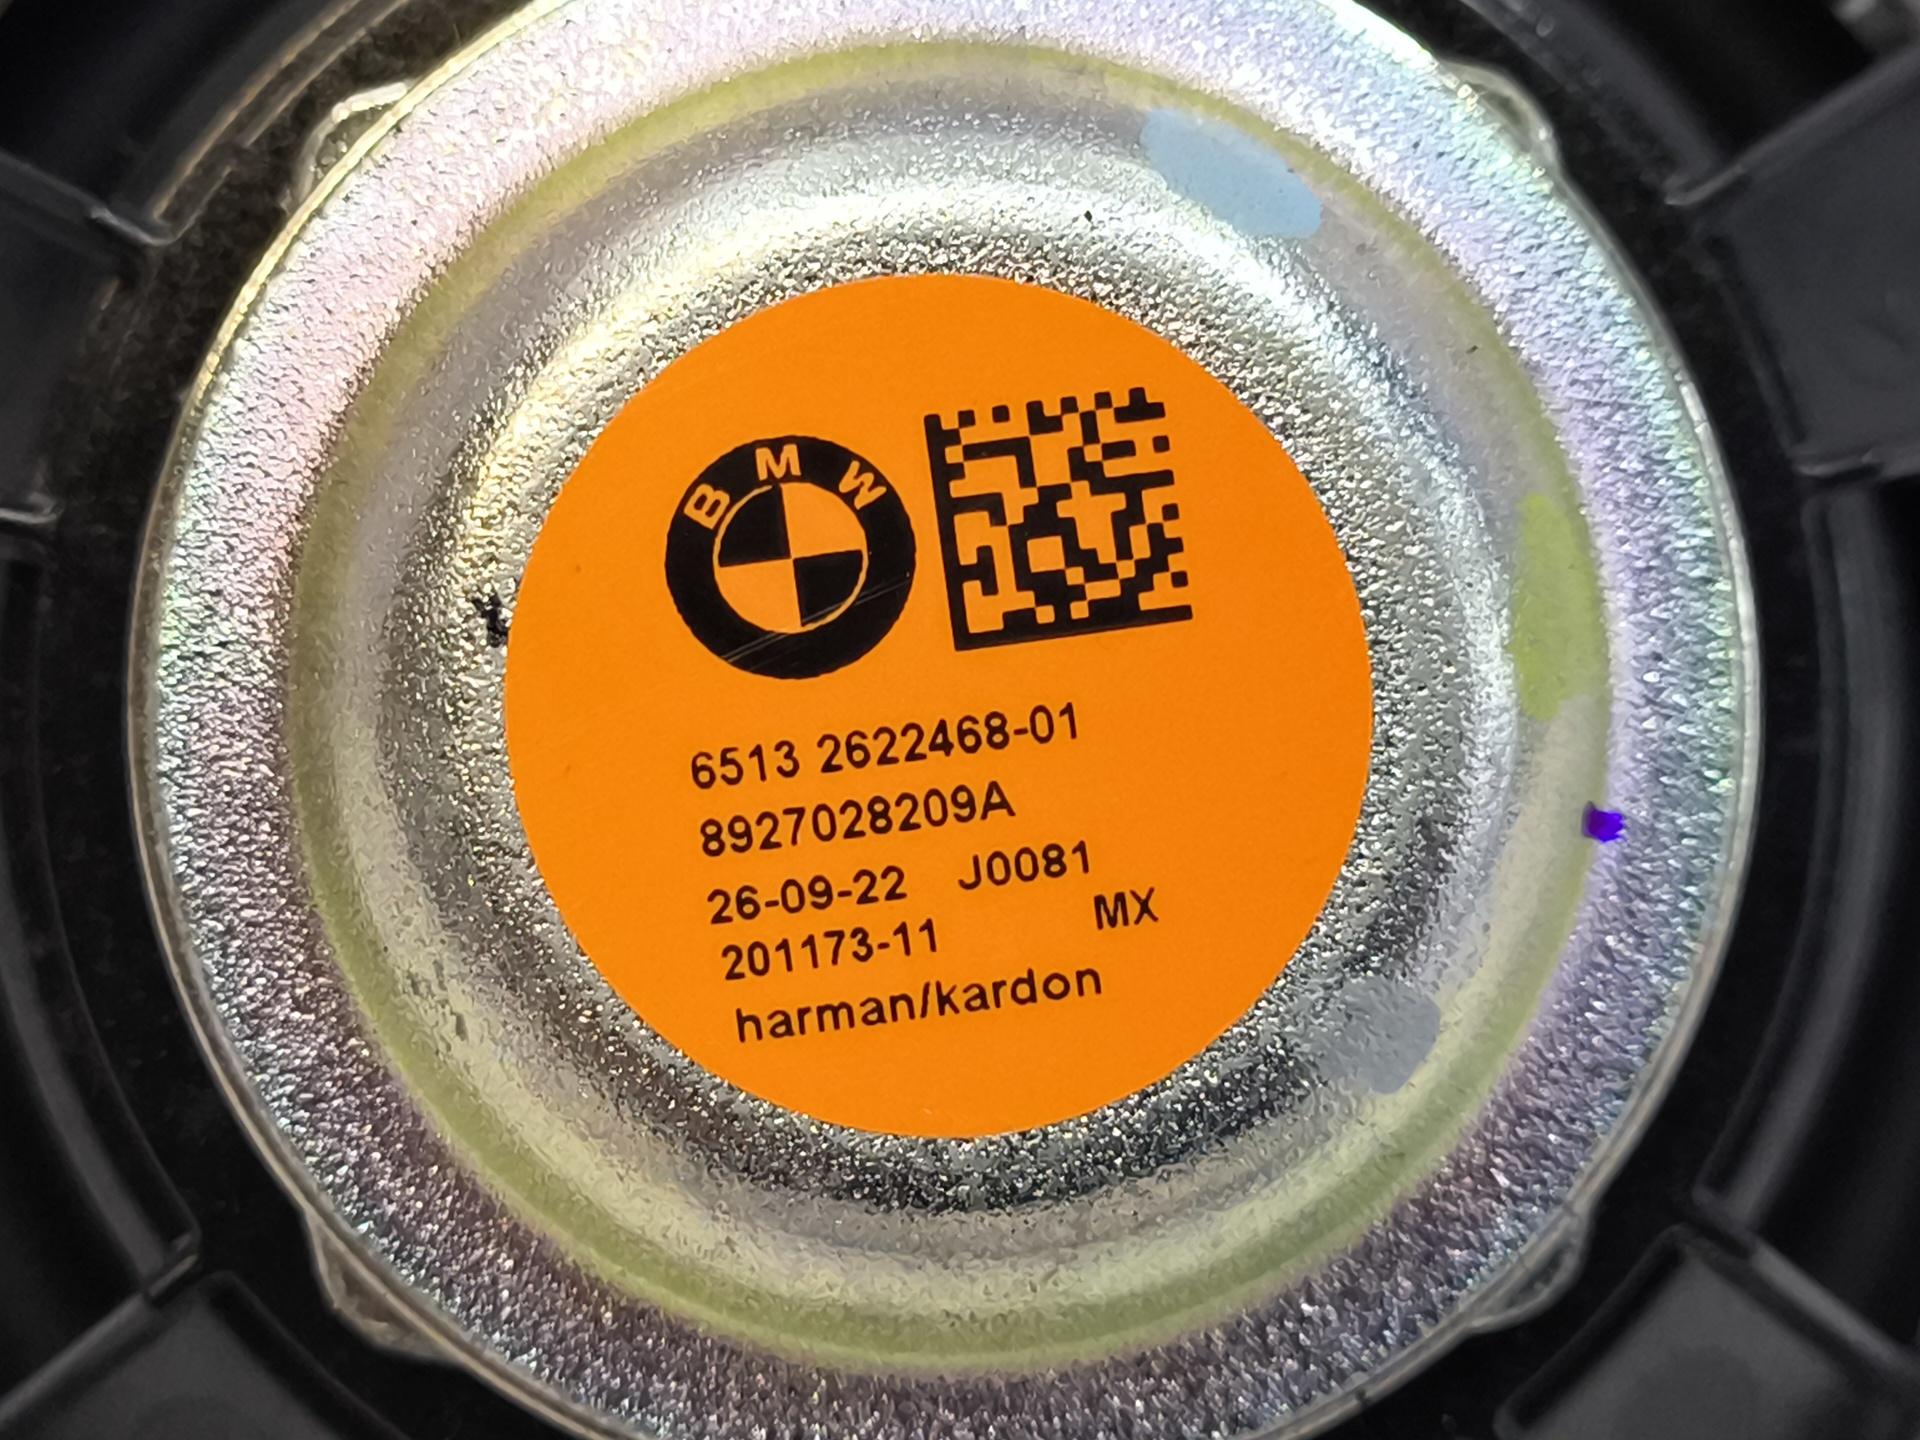 BMW
6513 2622468-01
8927028209A
26-09-22 J0081
201173-11 MX
harman/kardon